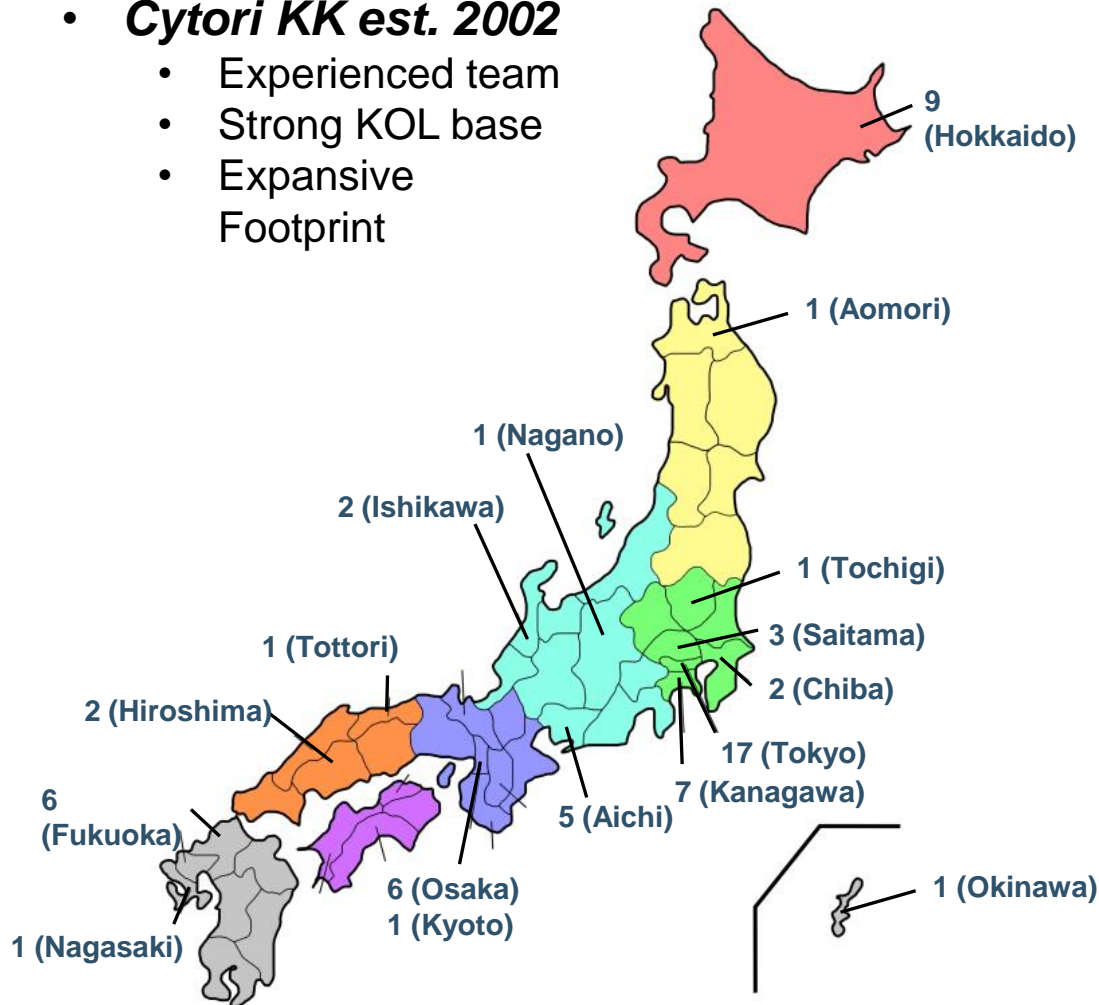 • Cytori KK est. 2002
• Experienced team
• Strong KOL base
• Expansive
Footprint
9
(Hokkaido)
1 (Aomori)
1 (Nagano)
2 (Ishikawa)
1 (Tochigi)
3 (Saitama)
1 (Tottori)
2 (Chiba)
2 (Hiroshima)
17 (Tokyo)
7 (Kanagawa)
6
(Fukuoka)
5 (Aichi)
6 (Osaka)
1 (Kyoto)
1 (Okinawa)
1 (Nagasaki)